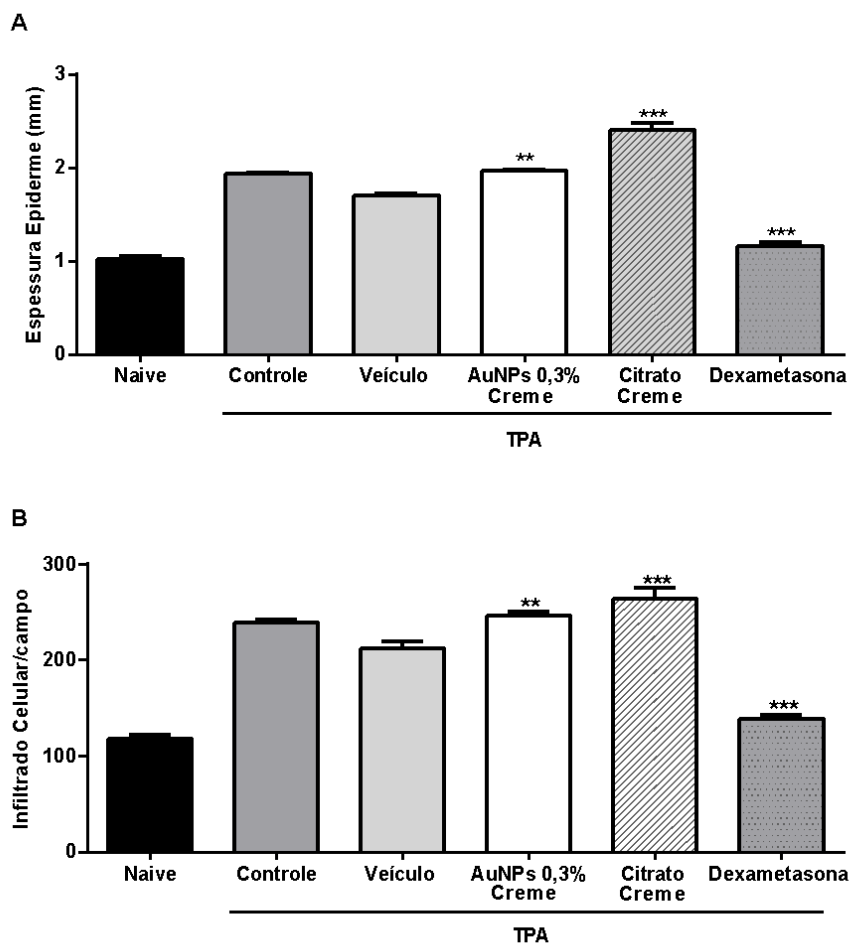 A
Espessura Epiderme (mm)
3
2
1
0
**
***
***
Naive Controle Veículo AuNPs 0,3% Citrato Dexametasona
Creme Creme
TPA
B
Infiltrado Celular/campo
300
200
100
0
**
***
***
Naive Controle Veículo AuNPs 0,3% Citrato Dexametasona
Creme Creme
TPA